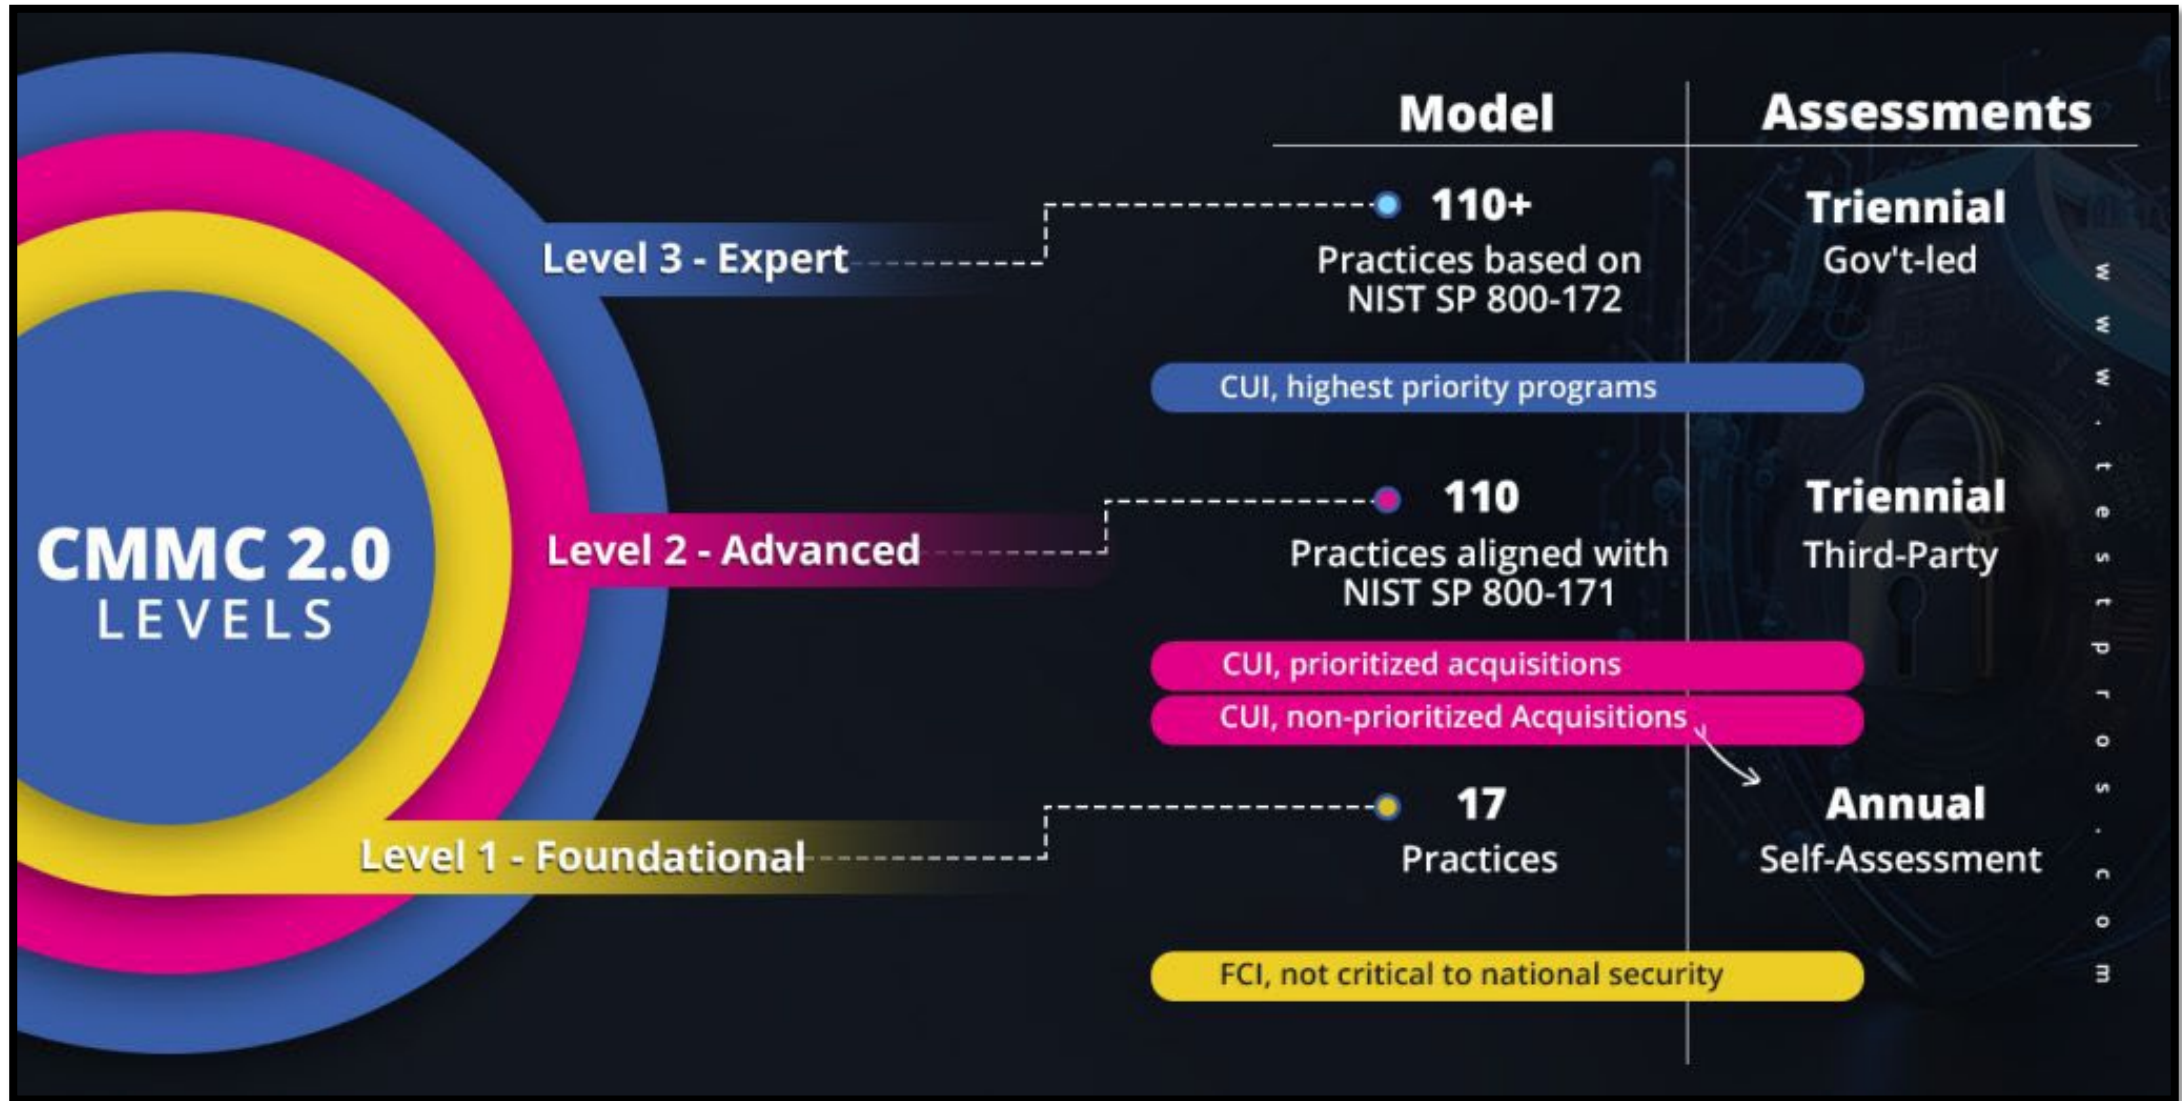 CMMC 2.0
LEVELS
Model
Assessments
Level 3 - Expert
110+
Practices based on
NIST SP 800-172
Triennial
Gov't-led
CUI, highest priority programs
Level 2 - Advanced
110
Practices aligned with
NIST SP 800-171
Triennial
Third-Party
CUI, prioritized acquisitions
CUI, non-prioritized Acquisitions
Level 1 - Foundational
17
Practices
Annual
Self-Assessment
FCI, not critical to national security
www.testpros.com